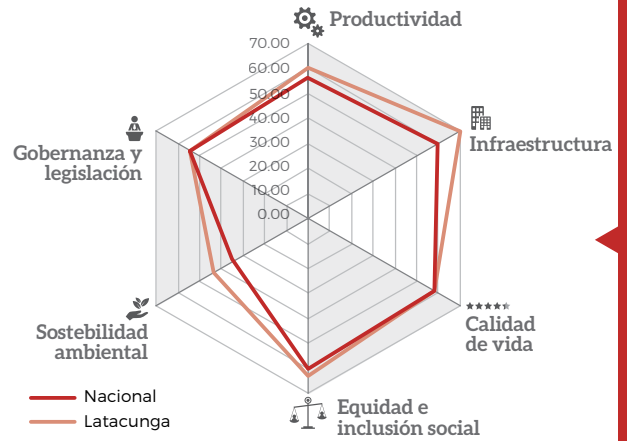 Productividad
70.00
60.00
50.00
40.00
30.00
20.00
10.00
0.00
Infraestructura
Gobernanza y
legislación
Sostebilidad
ambiental
Calidad
de vida
Equidad e
inclusión social
Nacional
Latacunga